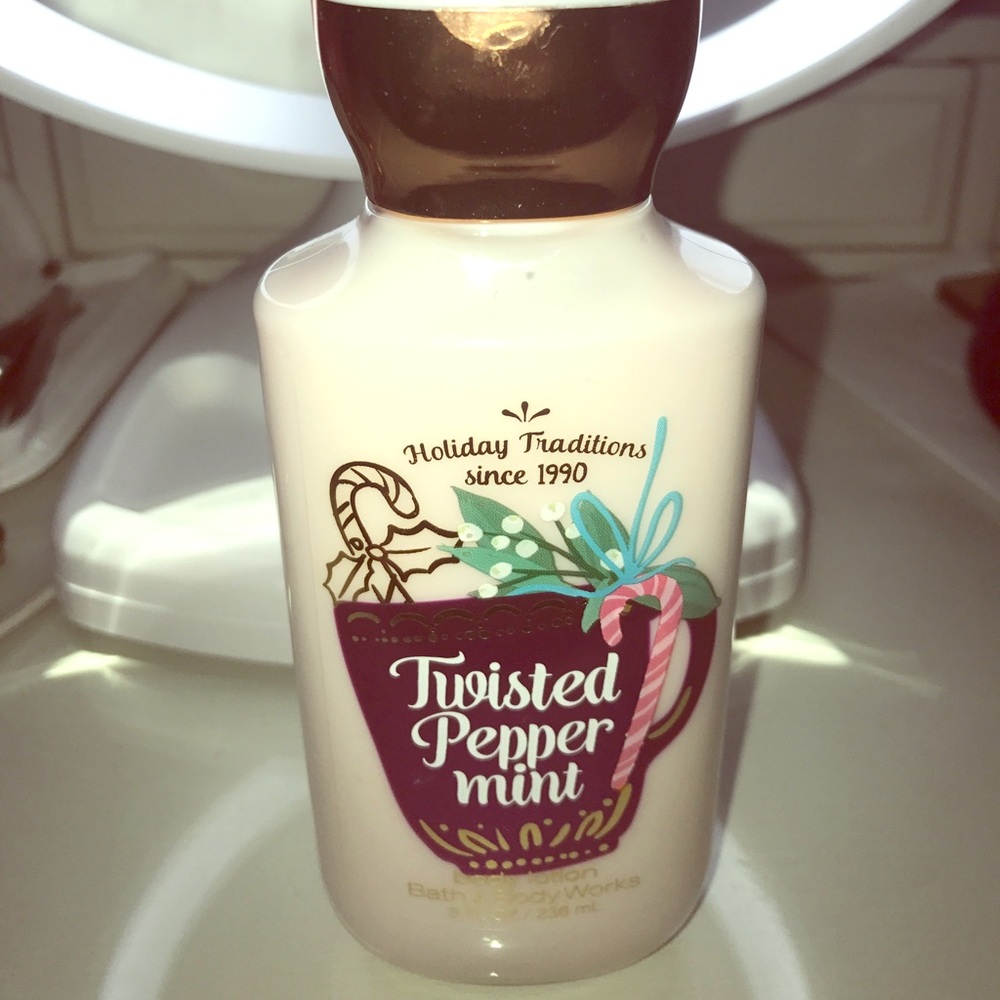 Holiday Traditions
since 1990
Twisted
Pepper
mint
body lotion
Bath & Body Works
/ 236 mL